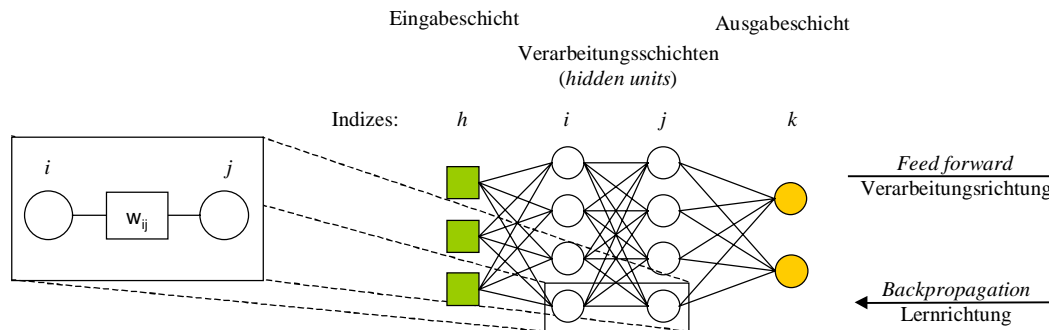 Eingabeschicht
Ausgabeschicht
Verarbeitungsschichten
(hidden units)
Indizes: h i j k
i j
w_ij
Feed forward
Verarbeitungsrichtung
Backpropagation
Lernrichtung